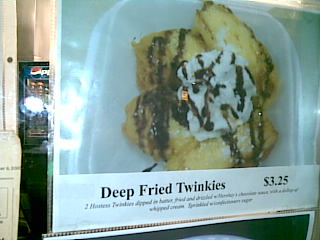 PEPSI
Deep Fried Twinkies $3.25
2 Hostess Twinkies dipped in batter, fried and drizzled w/Hershey's chocolate sauce, with a dollop of
whipped cream. Sprinkled w/confectioners sugar